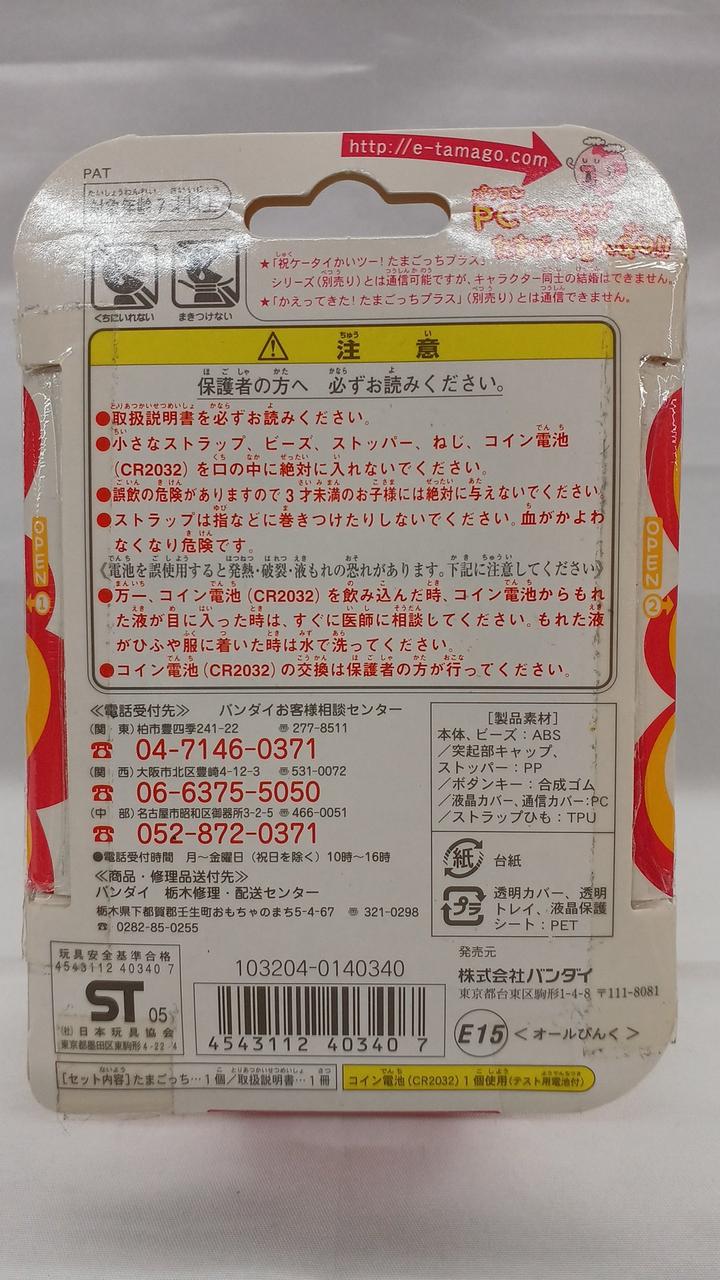 http://e-tamago.com
PAT
対象年齢7才以上
くちにいれない
まきつけない
★「祝ケータイかいツー!たまごっちプラス」
シリーズ(別売り)とは通信可能ですが、キャラクター同士の結婚はできません。
★「かえってきた!たまごっちプラス」(別売り)とは通信できません。
注意
保護者の方へ 必ずお読みください。
●取扱説明書を必ずお読みください。
●小さなストラップ、ビーズ、ストッパー、ねじ、コイン電池
(CR2032)を口の中に絶対に入れないでください。
●誤飲の危険がありますので3才未満のお子様には絶対に与えないでください。
●ストラップは指などに巻きつけたりしないでください。血がかよわ
なくなり危険です。
《電池を誤使用すると発熱・破裂・液もれの恐れがあります。下記に注意してください》
●万一、コイン電池(CR2032)を飲み込んだ時、コイン電池からもれ
た液が目に入った時は、すぐに医師に相談してください。もれた液
がひふや服に着いた時は水で洗ってください。
●コイン電池(CR2032)の交換は保護者の方が行ってください。
OPEN
1
OPEN
2
≪電話受付先≫ バンダイお客様相談センター
(関 東)柏市豊四季241-22 〠277-8511
☎ 04-7146-0371
(関 西)大阪市北区豊崎4-12-3 〠531-0072
☎ 06-6375-5050
(中 部)名古屋市昭和区御器所3-2-5 〠466-0051
☎ 052-872-0371
●電話受付時間 月~金曜日(祝日を除く)10時~16時
≪商品・修理品送付先≫
バンダイ 栃木修理・配送センター
栃木県下都賀郡壬生町おもちゃのまち5-4-67 〠321-0298
☎ 0282-85-0255
[製品素材]
本体、ビーズ:ABS
/突起部キャップ、
ストッパー:PP
/ボタンキー:合成ゴム
/液晶カバー、通信カバー:PC
/ストラップひも:TPU
紙 台紙
プラ 透明カバー、透明
トレイ、液晶保護
シート:PET
玩具安全基準合格
4543112 40340 7
ST 05
(社)日本玩具協会
東京都墨田区東駒形4-22-4
103204-0140340
4543112 403407
発売元
株式会社バンダイ
東京都台東区駒形1-4-8 〒111-8081
E15 <オールぴんく>
[セット内容]たまごっち…1個/取扱説明書…1冊
コイン電池(CR2032)1個使用(テスト用電池付)